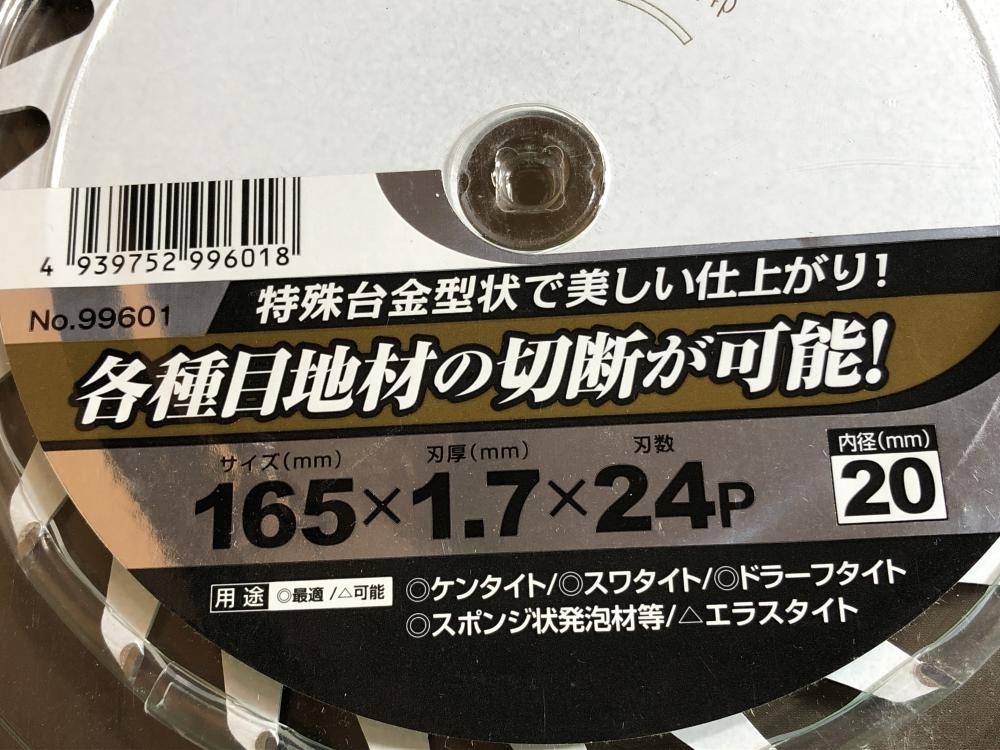 4 939752 996018
No.99601
特殊台金型状で美しい仕上がり!
各種目地材の切断が可能!
サイズ(mm) 刃厚(mm) 刃数 内径(mm)
165×1.7×24P 20
用途 ◎最適/△可能 ◎ケンタイト/◎スワタイト/◎ドラーフタイト
◎スポンジ状発泡材等/△エラスタイト